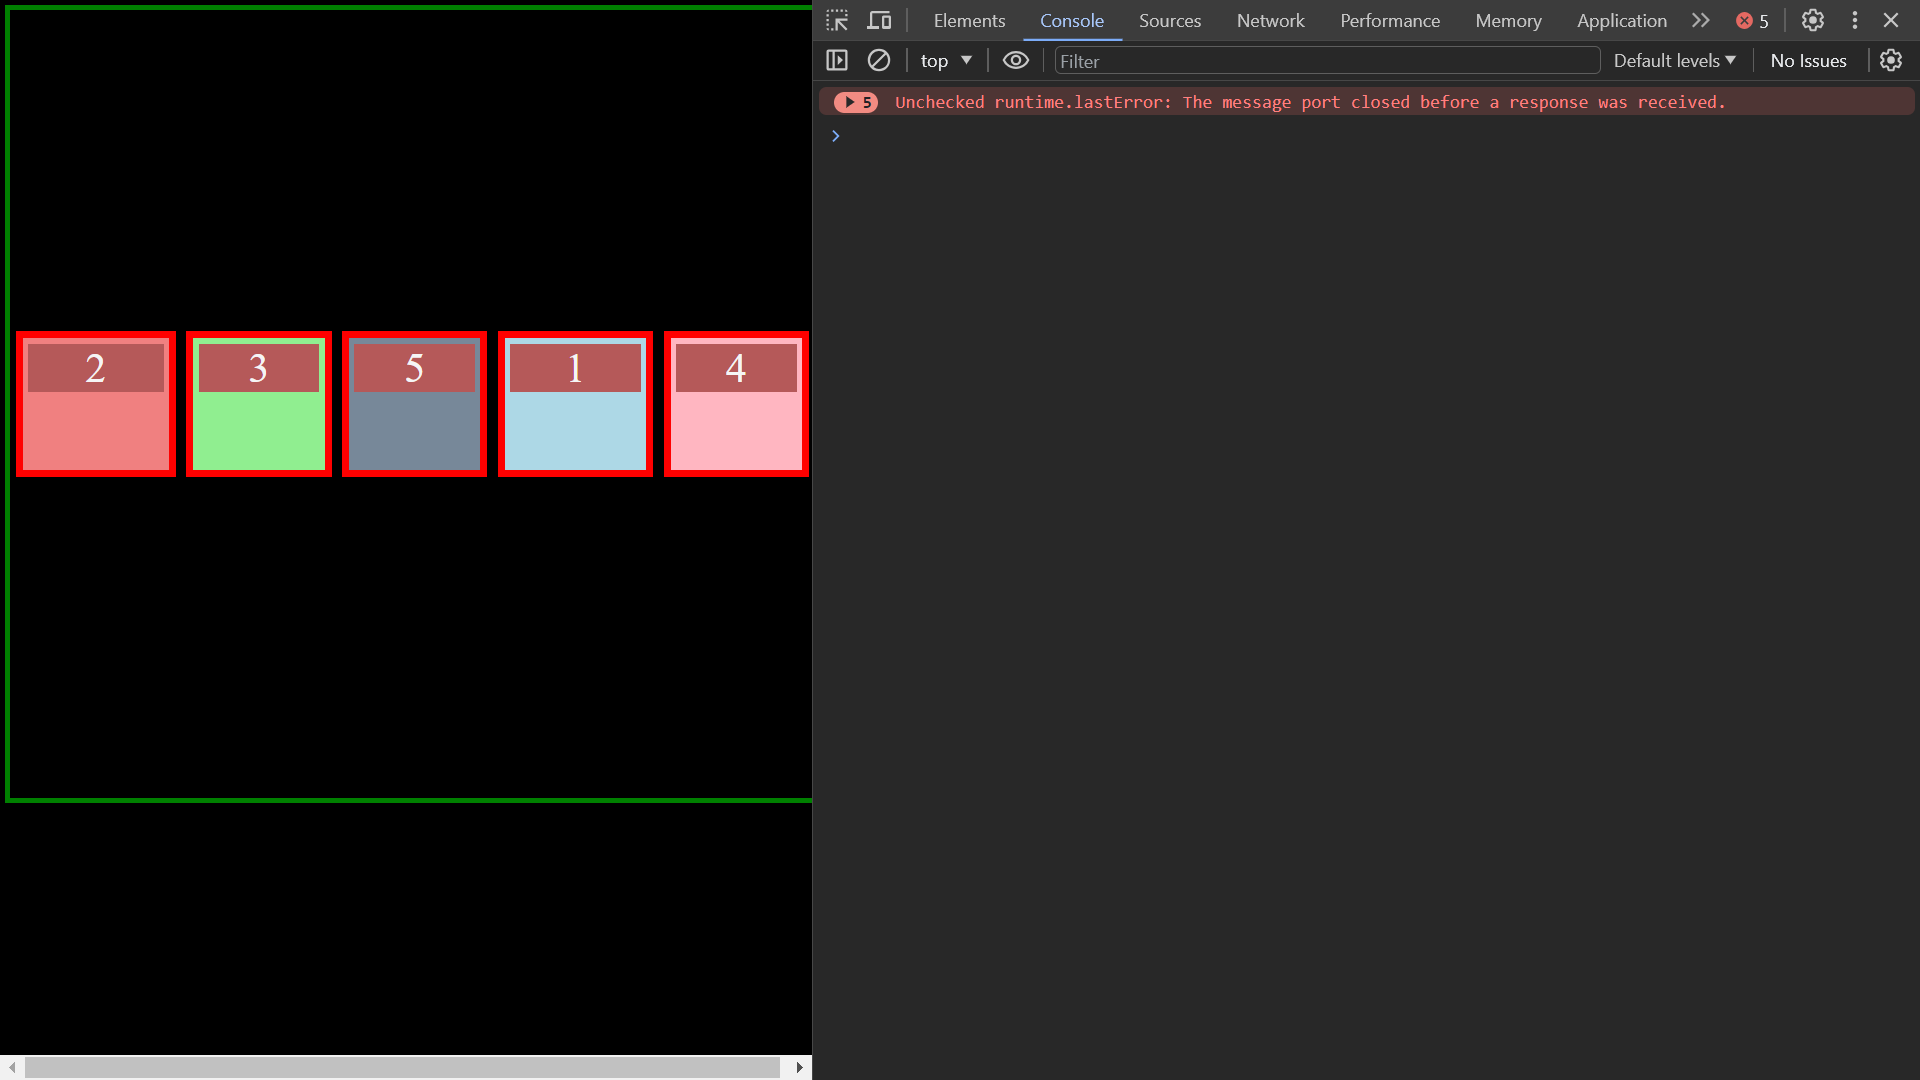 Elements Console Sources Network Performance Memory Application 5
top Filter Default levels No Issues
5 Unchecked runtime.lastError: The message port closed before a response was received.
2 3 5 1 4